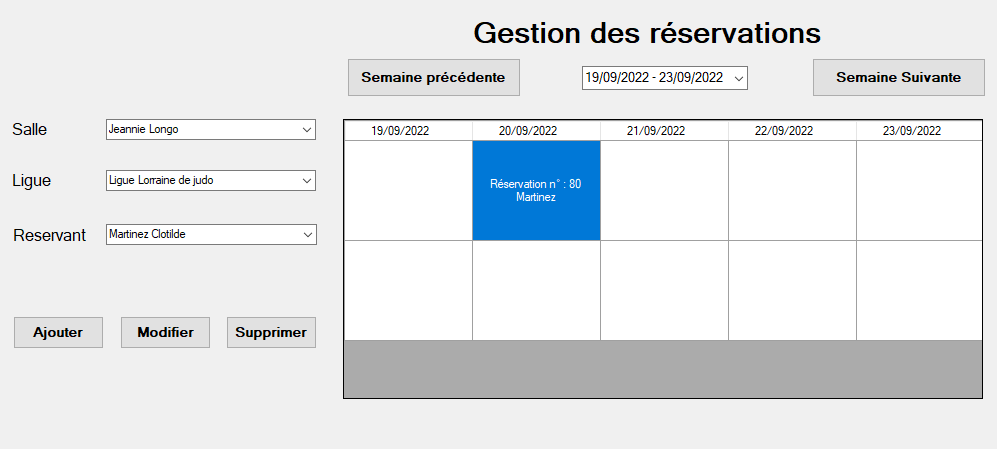 Gestion des réservations
Semaine précédente
19/09/2022 - 23/09/2022
Semaine Suivante
Salle
Jeannie Longo
Ligue
Ligue Lorraine de judo
Reservant
Martinez Clotilde
Ajouter
Modifier
Supprimer
19/09/2022
20/09/2022
21/09/2022
22/09/2022
23/09/2022
Réservation n° : 80
Martinez